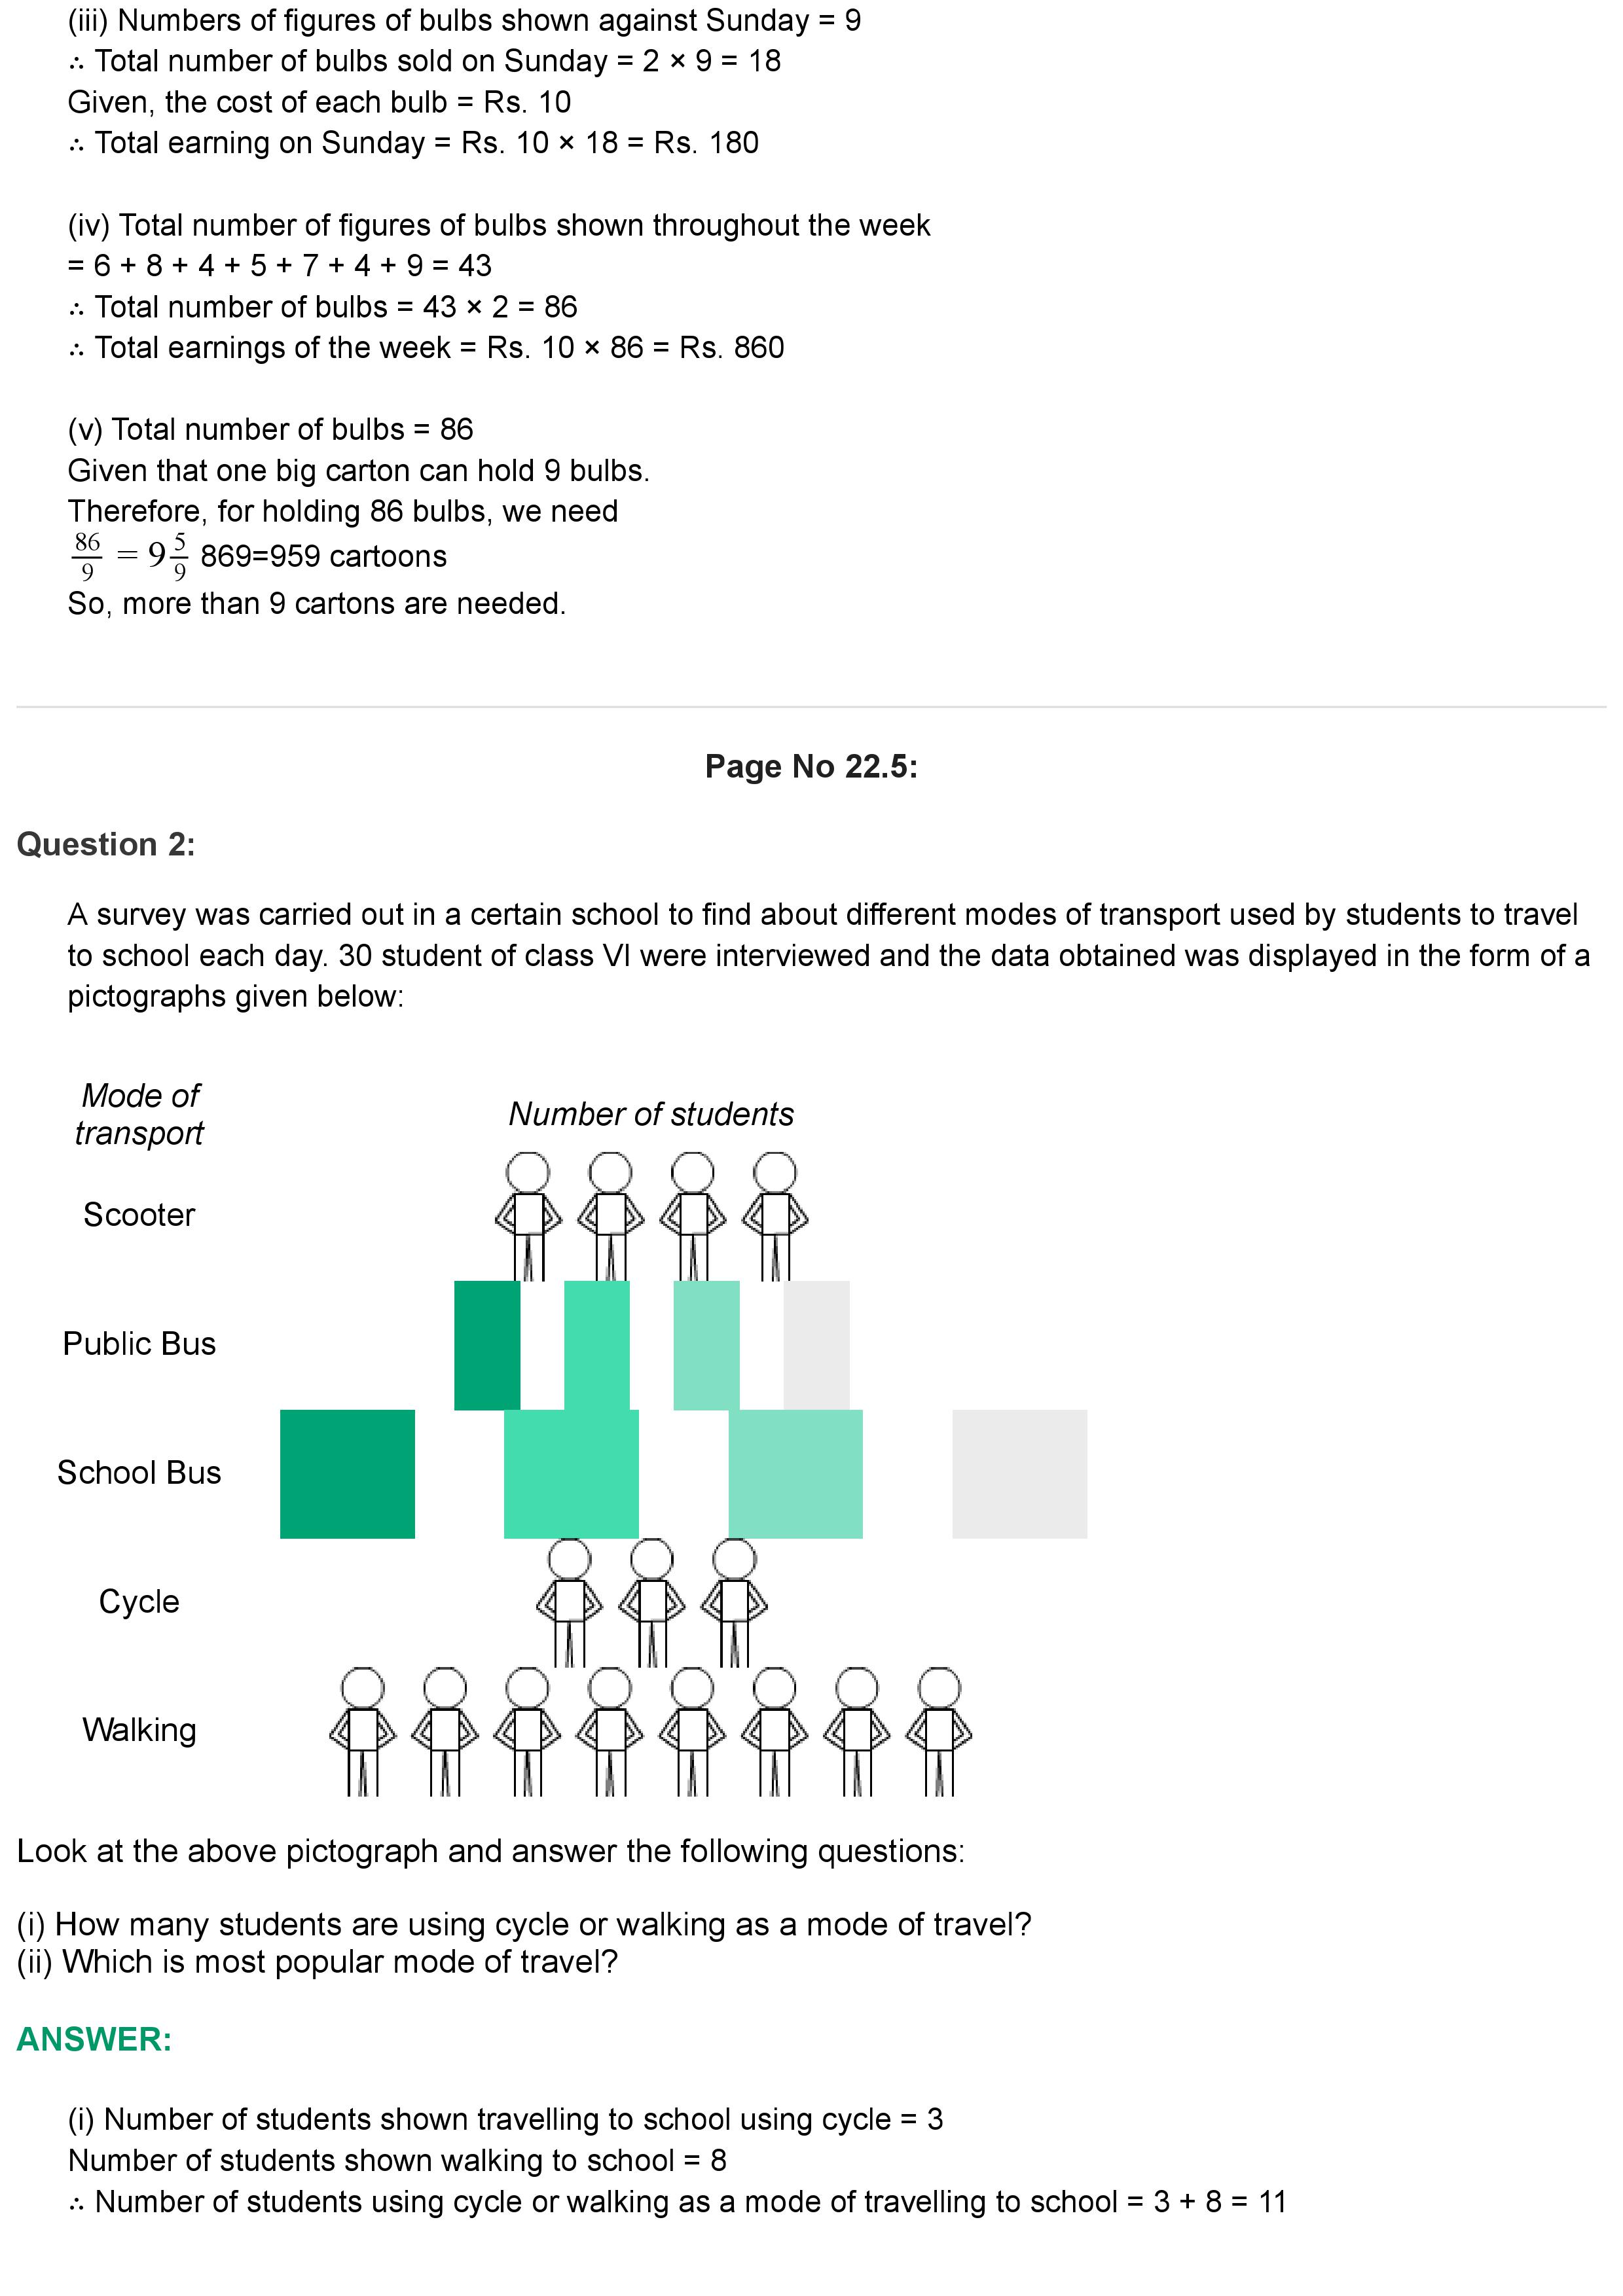 (iii) Numbers of figures of bulbs shown against Sunday = 9
∴ Total number of bulbs sold on Sunday = 2 × 9 = 18
Given, the cost of each bulb = Rs. 10
∴ Total earning on Sunday = Rs. 10 × 18 = Rs. 180
(iv) Total number of figures of bulbs shown throughout the week
= 6 + 8 + 4 + 5 + 7 + 4 + 9 = 43
∴ Total number of bulbs = 43 × 2 = 86
∴ Total earnings of the week = Rs. 10 × 86 = Rs. 860
(v) Total number of bulbs = 86
Given that one big carton can hold 9 bulbs.
Therefore, for holding 86 bulbs, we need
86/9 = 9 5/9 869=959 cartoons
So, more than 9 cartons are needed.
Page No 22.5:
Question 2:
A survey was carried out in a certain school to find about different modes of transport used by students to travel
to school each day. 30 student of class VI were interviewed and the data obtained was displayed in the form of a
pictographs given below:
Mode of
transport
Number of students
Scooter
Public Bus
School Bus
Cycle
Walking
Look at the above pictograph and answer the following questions:
(i) How many students are using cycle or walking as a mode of travel?
(ii) Which is most popular mode of travel?
ANSWER:
(i) Number of students shown travelling to school using cycle = 3
Number of students shown walking to school = 8
∴ Number of students using cycle or walking as a mode of travelling to school = 3 + 8 = 11